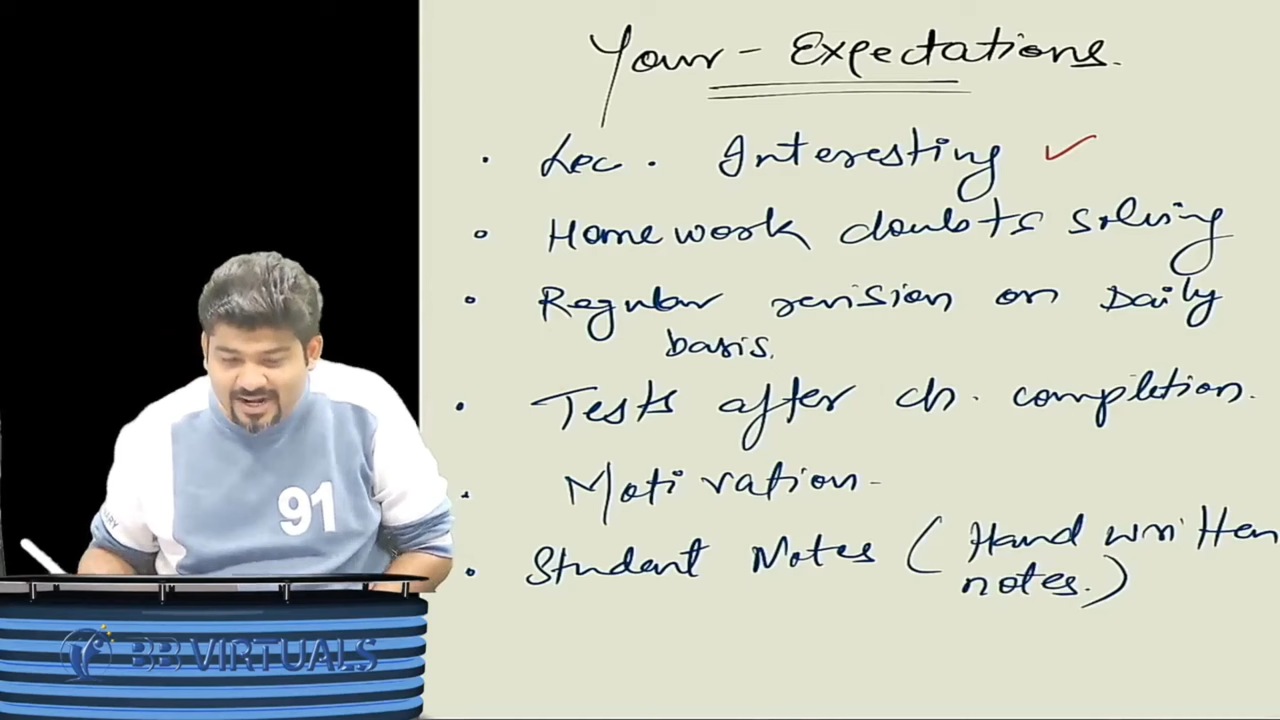 Your - Expectations.
• Lec. Interesting ✓
• Homework doubts solving
• Regular revision on Daily
basis.
• Tests after ch. completion.
• Motivation -
• Student Notes (Hand written
notes.)
91
BB VIRTUALS